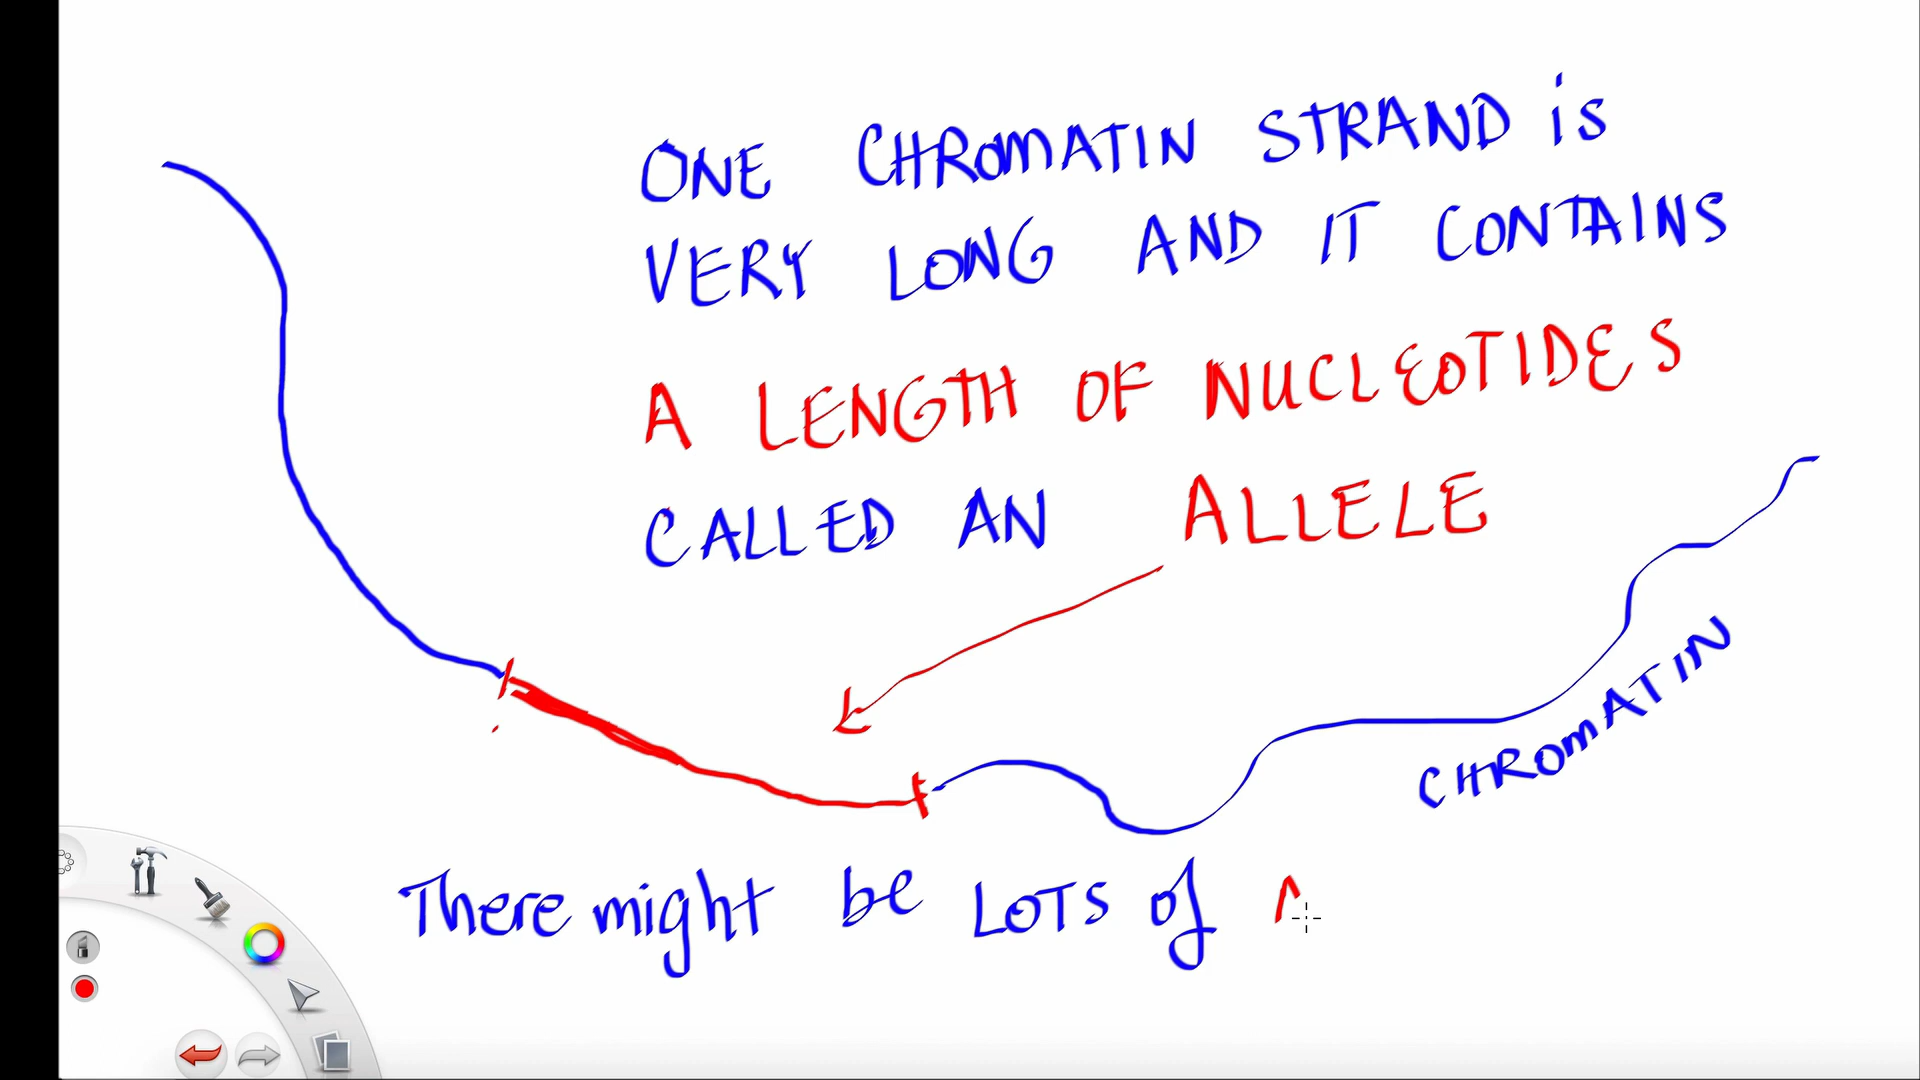 ONE CHROMATIN STRAND is
VERY LONG AND IT CONTAINS
A LENGTH OF NUCLEOTIDES
CALLED AN ALLELE
CHROMATIN
There might be LOTS of